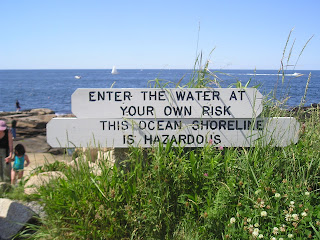 ENTER THE WATER AT
YOUR OWN RISK
THIS OCEAN SHORELINE
IS HAZARDOUS